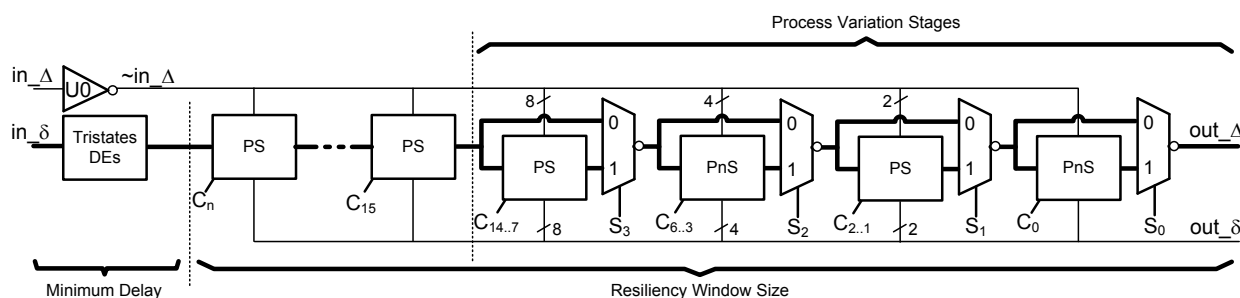 Process Variation Stages
in_Δ
U0
~in_Δ
8
4
2
in_δ
Tristates
DEs
PS
PS
0
PS
1
0
PnS
1
0
PS
1
0
PnS
1
out_Δ
Cn
C15
C14..7
8
S3
C6..3
4
S2
C2..1
2
S1
C0
S0
out_δ
Minimum Delay
Resiliency Window Size